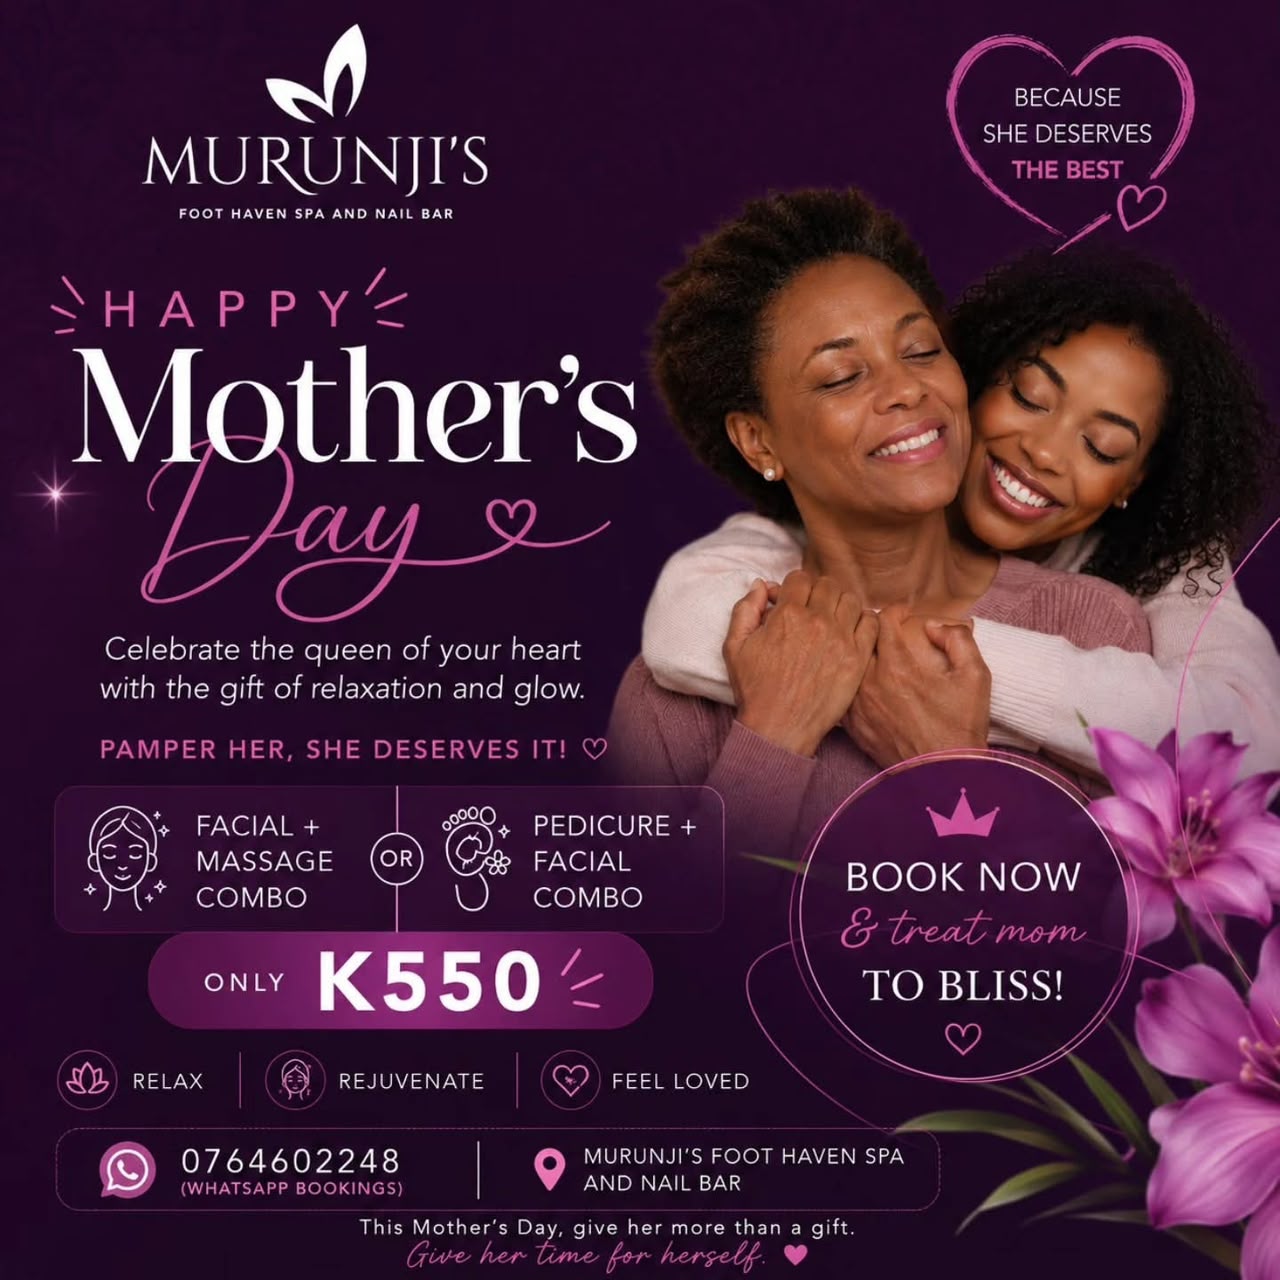 MURUNJI'S
FOOT HAVEN SPA AND NAIL BAR
BECAUSE
SHE DESERVES
THE BEST
HAPPY
Mother's
Day
Celebrate the queen of your heart
with the gift of relaxation and glow.
PAMPER HER, SHE DESERVES IT!
FACIAL +
MASSAGE
COMBO
OR
PEDICURE +
FACIAL
COMBO
ONLY K550
BOOK NOW
& treat mom
TO BLISS!
RELAX
REJUVENATE
FEEL LOVED
0764602248
(WHATSAPP BOOKINGS)
MURUNJI'S FOOT HAVEN SPA
AND NAIL BAR
This Mother's Day, give her more than a gift.
Give her time for herself.